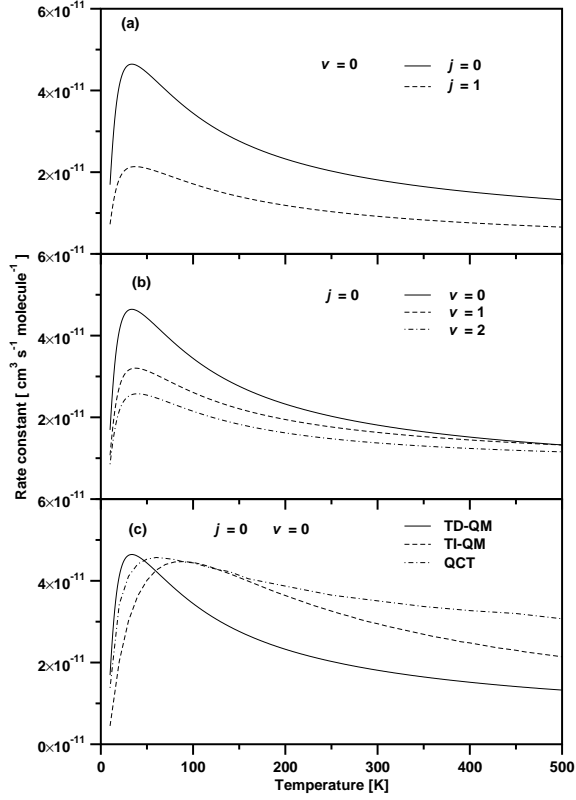 6×10⁻¹¹
(a)
v = 0
j = 0
j = 1
4×10⁻¹¹
2×10⁻¹¹
6×10⁻¹¹
(b)
j = 0
v = 0
v = 1
v = 2
4×10⁻¹¹
2×10⁻¹¹
6×10⁻¹¹
(c)
j = 0 v = 0
TD-QM
TI-QM
QCT
4×10⁻¹¹
2×10⁻¹¹
0×10⁻¹¹
0 100 200 300 400 500
Temperature [K]
Rate constant [ cm³ s⁻¹ molecule⁻¹ ]